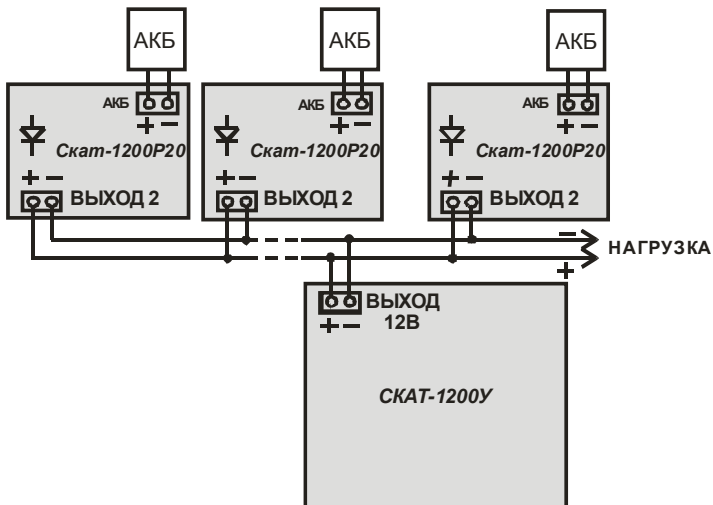 АКБ
АКБ
АКБ
АКБ
+ −
Скат-1200Р20
+ −
ВЫХОД 2
АКБ
+ −
Скат-1200Р20
+ −
ВЫХОД 2
АКБ
+ −
Скат-1200Р20
+ −
ВЫХОД 2
−
НАГРУЗКА
+
ВЫХОД
12В
+ −
СКАТ-1200У